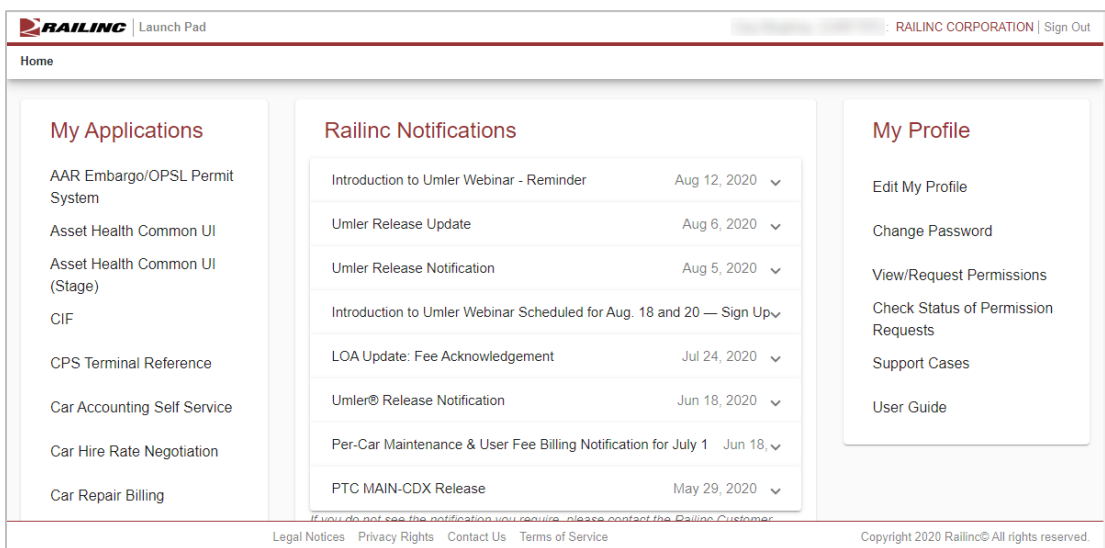 RAILINC Launch Pad
: RAILINC CORPORATION | Sign Out
Home
My Applications
AAR Embargo/OPSL Permit
System
Asset Health Common UI
Asset Health Common UI
(Stage)
CIF
CPS Terminal Reference
Car Accounting Self Service
Car Hire Rate Negotiation
Car Repair Billing
Railinc Notifications
Introduction to Umler Webinar - Reminder Aug 12, 2020
Umler Release Update Aug 6, 2020
Umler Release Notification Aug 5, 2020
Introduction to Umler Webinar Scheduled for Aug. 18 and 20 — Sign Up
LOA Update: Fee Acknowledgement Jul 24, 2020
Umler® Release Notification Jun 18, 2020
Per-Car Maintenance & User Fee Billing Notification for July 1 Jun 18,
PTC MAIN-CDX Release May 29, 2020
If you do not see the notification you require, please contact the Railinc Customer
My Profile
Edit My Profile
Change Password
View/Request Permissions
Check Status of Permission
Requests
Support Cases
User Guide
Legal Notices Privacy Rights Contact Us Terms of Service
Copyright 2020 Railinc© All rights reserved.